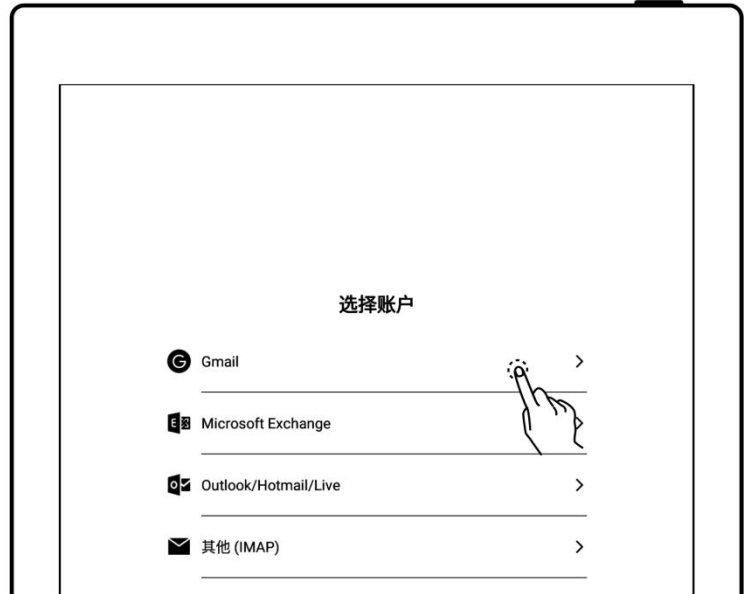 选择账户
Gmail
Microsoft Exchange
Outlook/Hotmail/Live
其他 (IMAP)